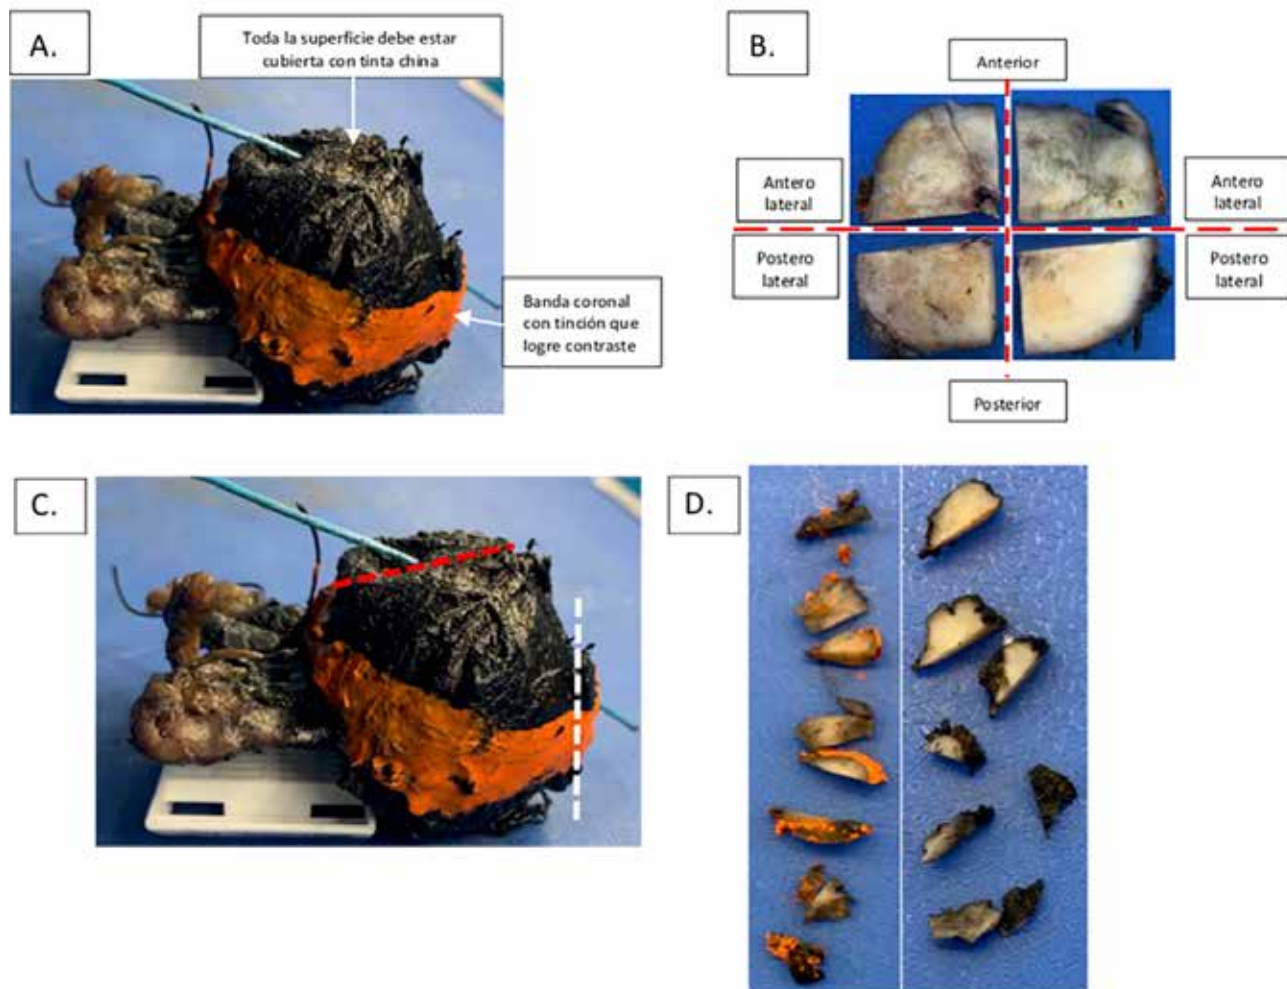 A.
Toda la superficie debe estar
cubierta con tinta china
Banda coronal
con tinción que
logre contraste
B.
Anterior
Antero
lateral
Antero
lateral
Postero
lateral
Postero
lateral
Posterior
C.
D.